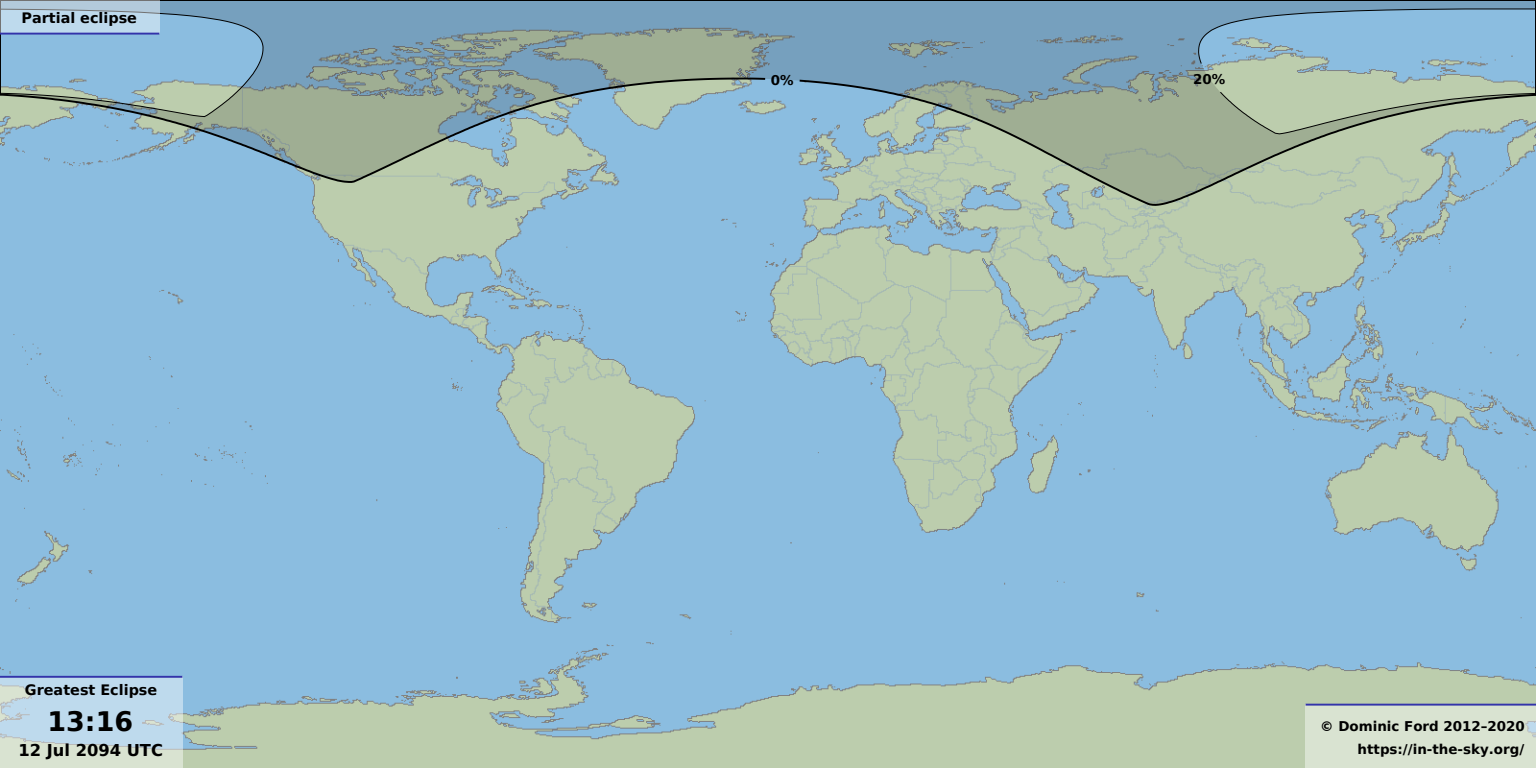 Partial eclipse
0%
20%
Greatest Eclipse
13:16
12 Jul 2094 UTC
© Dominic Ford 2012–2020
https://in-the-sky.org/